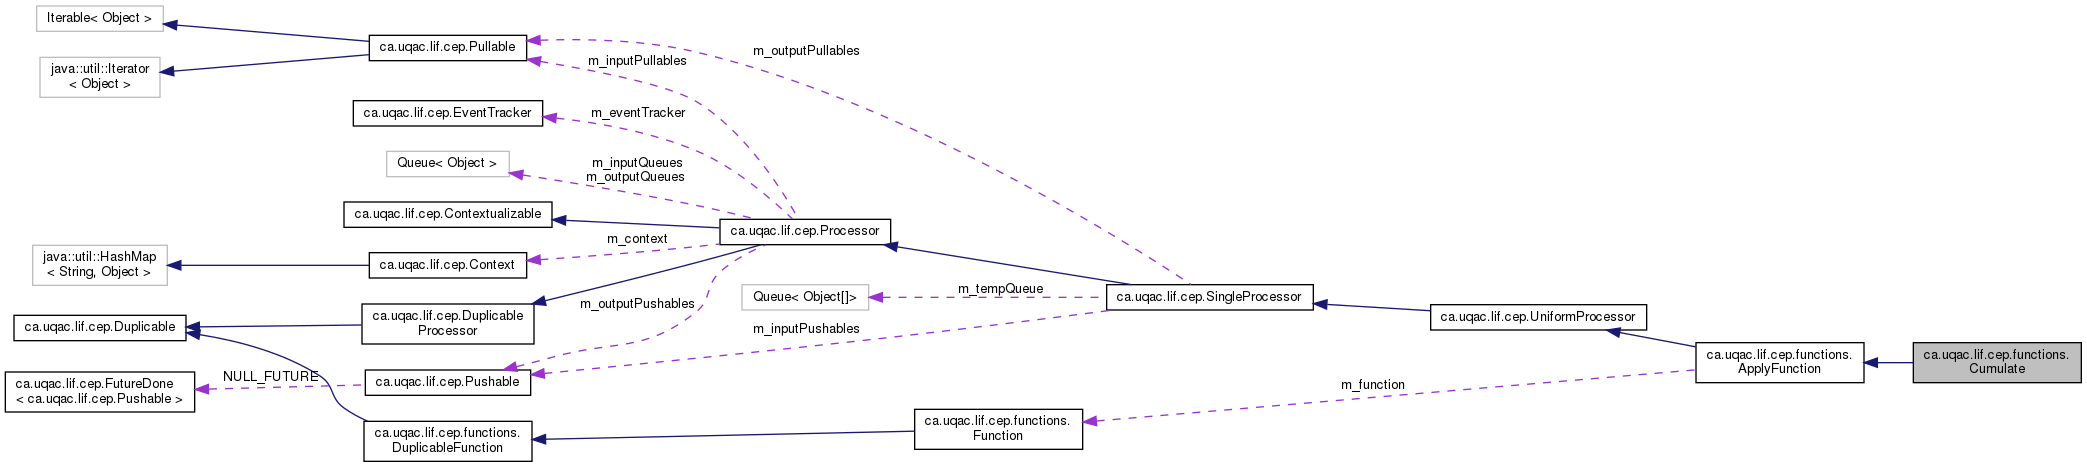 Iterable< Object >
java::util::Iterator
< Object >
ca.uqac.lif.cep.Pullable
m_outputPullables
m_inputPullables
ca.uqac.lif.cep.EventTracker
m_eventTracker
Queue< Object >
m_inputQueues
m_outputQueues
ca.uqac.lif.cep.Contextualizable
ca.uqac.lif.cep.Processor
java::util::HashMap
< String, Object >
ca.uqac.lif.cep.Context
m_context
ca.uqac.lif.cep.Duplicable
ca.uqac.lif.cep.Duplicable
Processor
m_outputPushables
Queue< Object[]>
m_tempQueue
m_inputPushables
ca.uqac.lif.cep.SingleProcessor
ca.uqac.lif.cep.UniformProcessor
ca.uqac.lif.cep.functions.
ApplyFunction
ca.uqac.lif.cep.functions.
Cumulate
ca.uqac.lif.cep.FutureDone
< ca.uqac.lif.cep.Pushable >
NULL_FUTURE
ca.uqac.lif.cep.Pushable
m_function
ca.uqac.lif.cep.functions.
DuplicableFunction
ca.uqac.lif.cep.functions.
Function